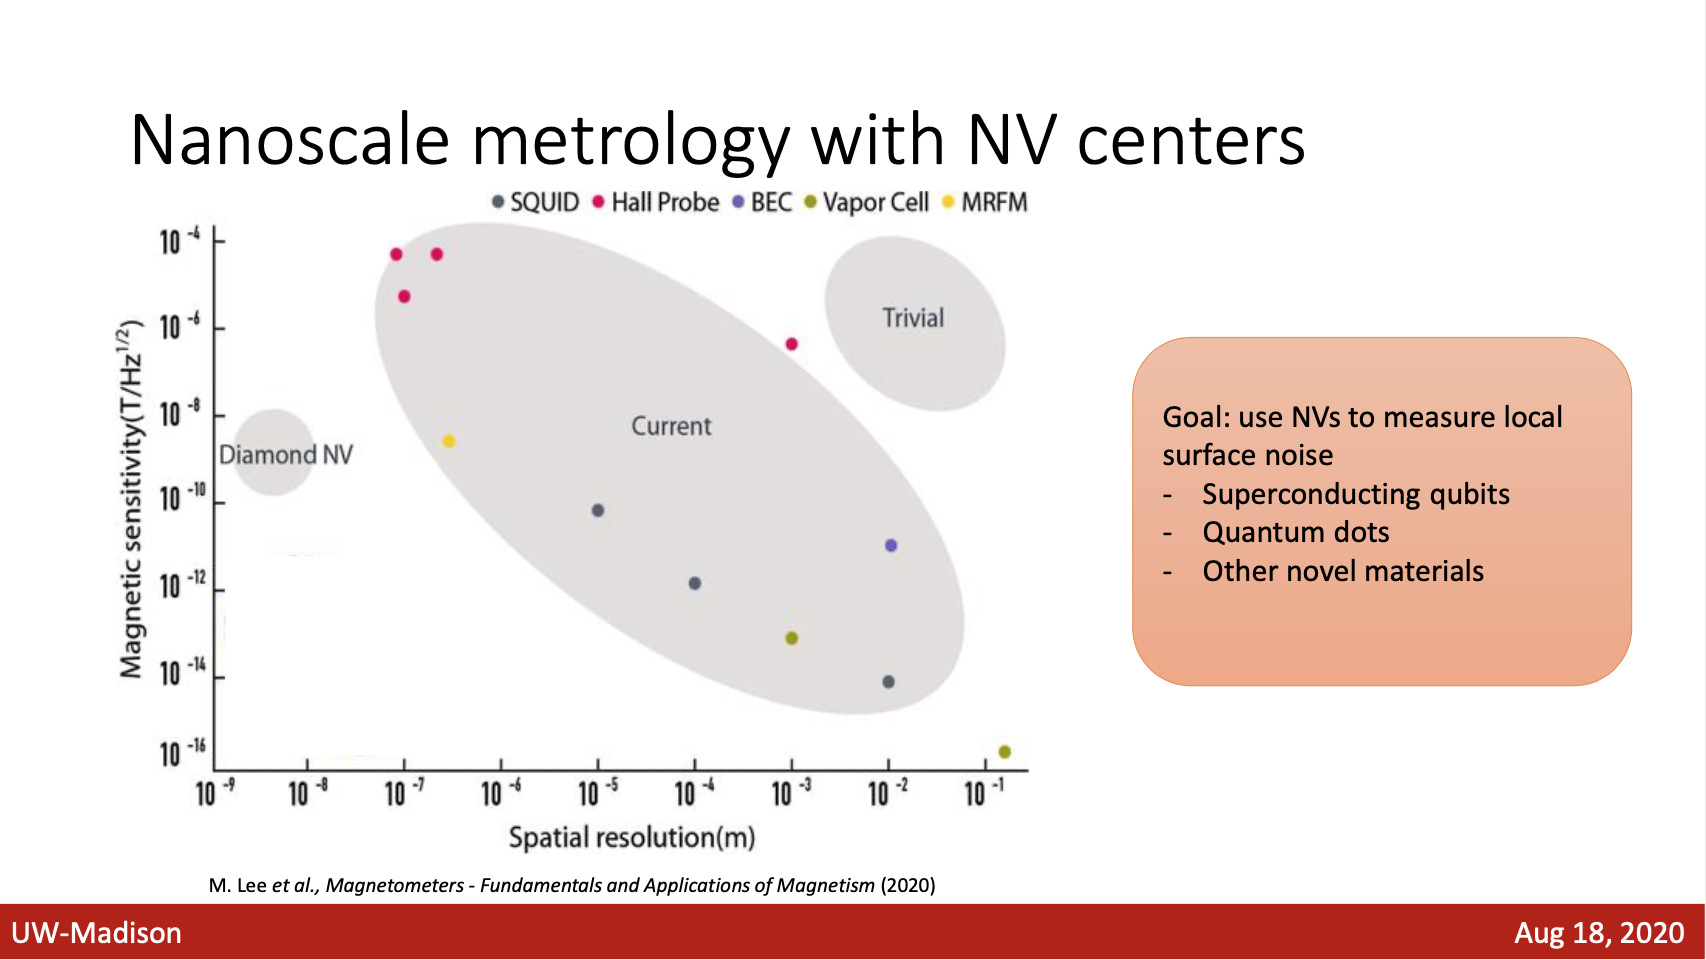 Nanoscale metrology with NV centers
SQUID Hall Probe BEC Vapor Cell MRFM
Magnetic sensitivity(T/Hz^1/2)
10^-4
10^-6
10^-8
10^-10
10^-12
10^-14
10^-16
Trivial
Current
Diamond NV
10^-9 10^-8 10^-7 10^-6 10^-5 10^-4 10^-3 10^-2 10^-1
Spatial resolution(m)
Goal: use NVs to measure local
surface noise
- Superconducting qubits
- Quantum dots
- Other novel materials
M. Lee et al., Magnetometers - Fundamentals and Applications of Magnetism (2020)
UW-Madison
Aug 18, 2020